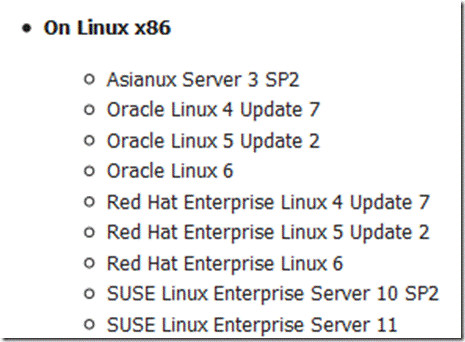 On Linux x86
Asianux Server 3 SP2
Oracle Linux 4 Update 7
Oracle Linux 5 Update 2
Oracle Linux 6
Red Hat Enterprise Linux 4 Update 7
Red Hat Enterprise Linux 5 Update 2
Red Hat Enterprise Linux 6
SUSE Linux Enterprise Server 10 SP2
SUSE Linux Enterprise Server 11